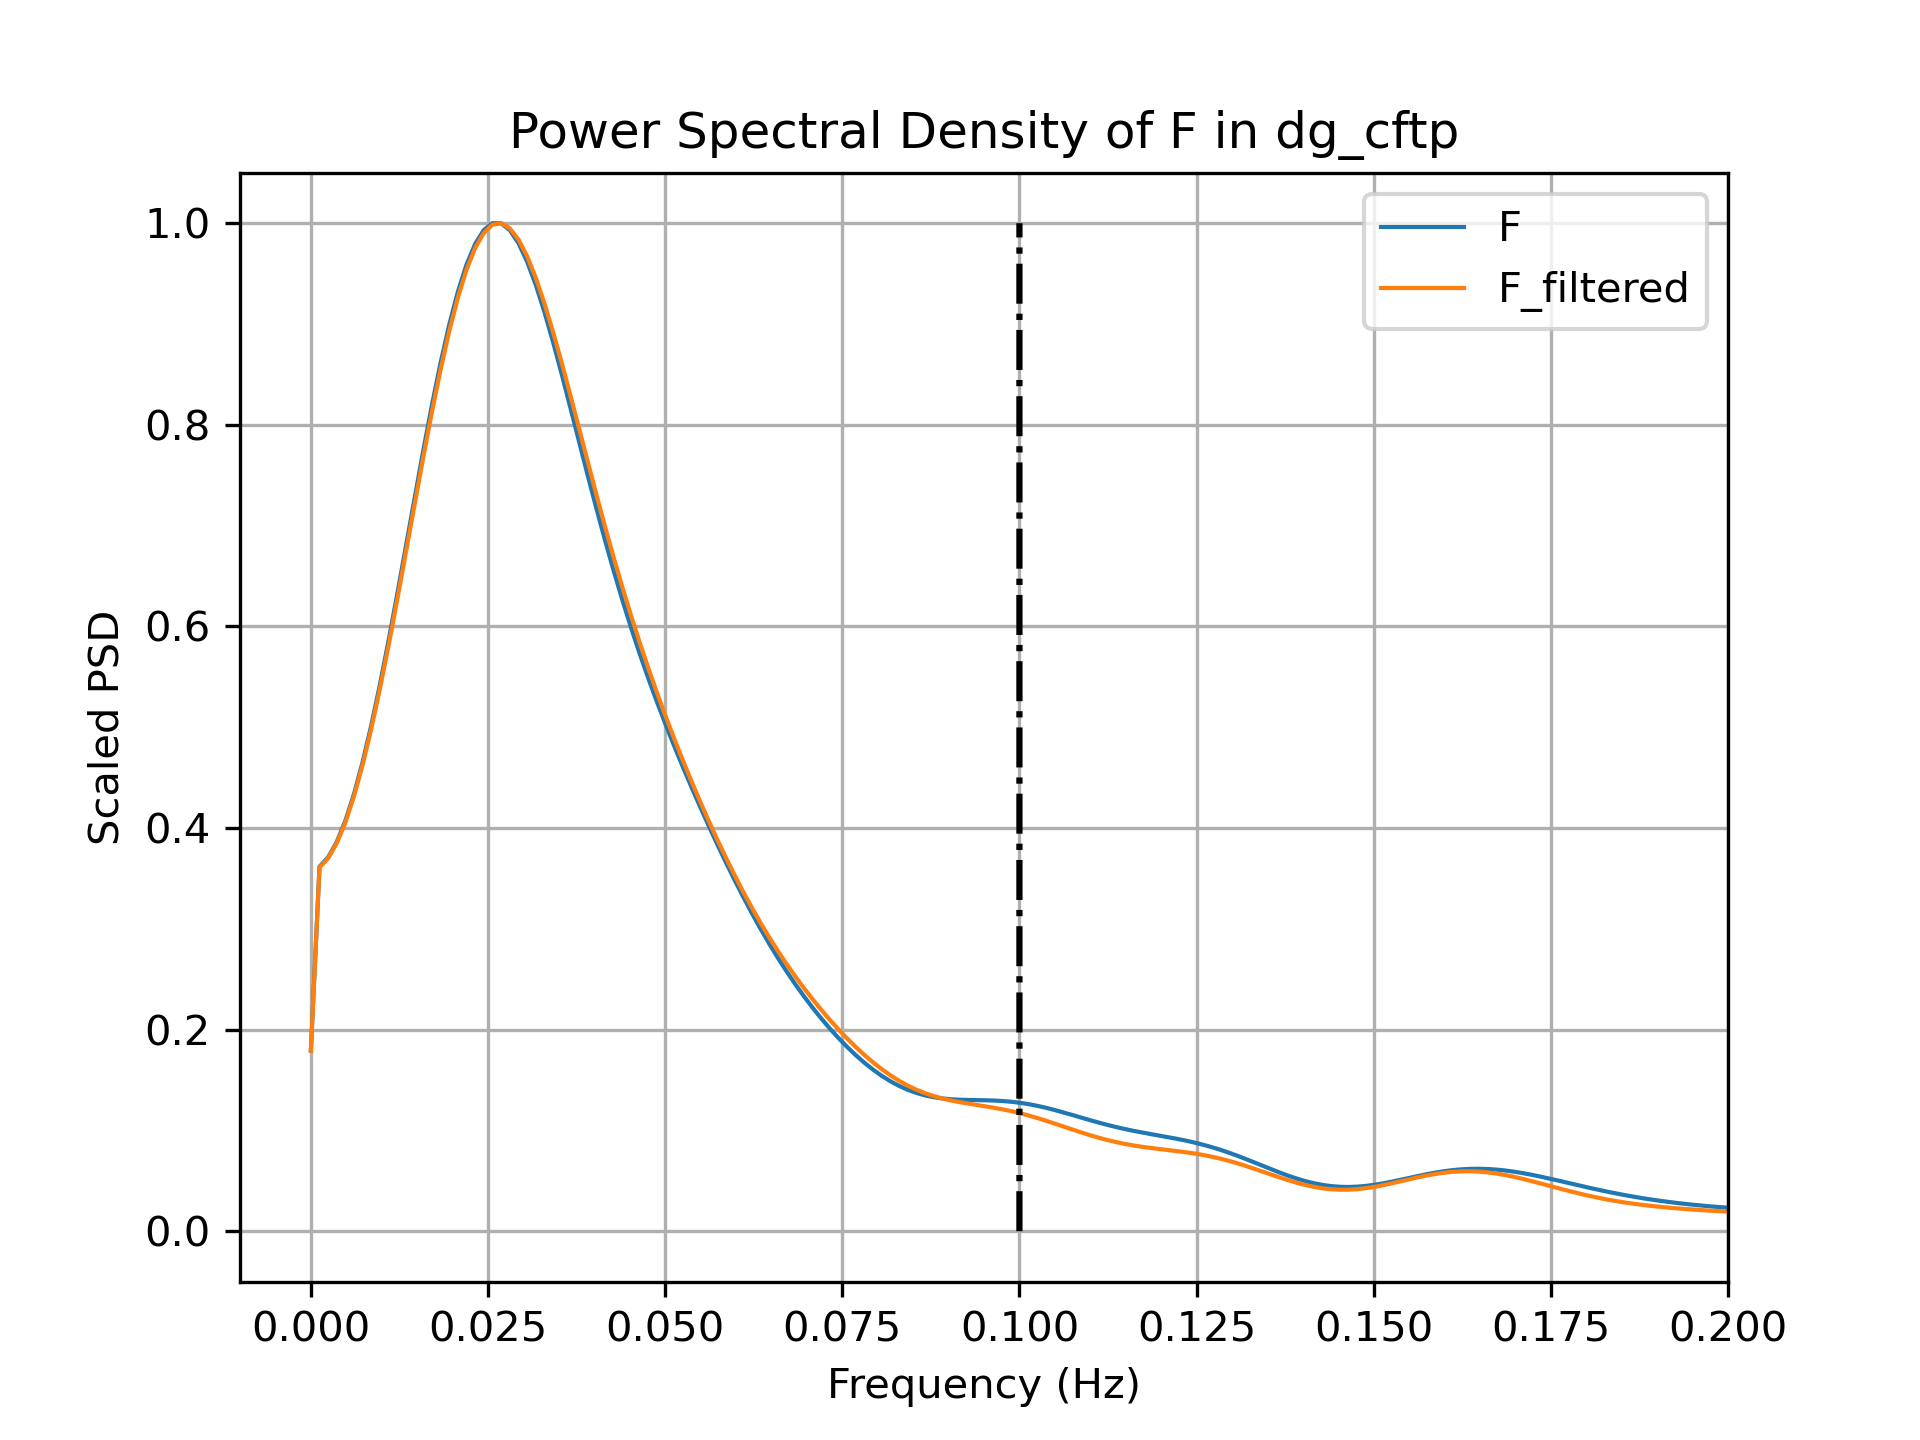 Power Spectral Density of F in dg_cftp
F
F_filtered
1.0
0.8
0.6
0.4
0.2
0.0
Scaled PSD
0.000 0.025 0.050 0.075 0.100 0.125 0.150 0.175 0.200
Frequency (Hz)